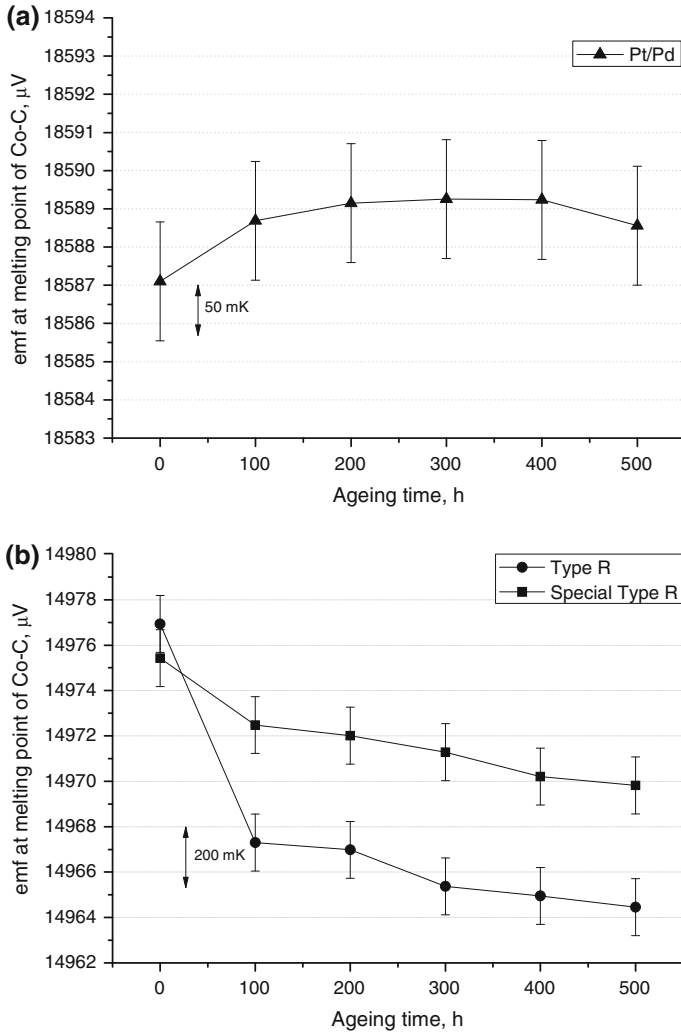 (a)
18594
18593
18592
18591
18590
18589
18588
18587
18586
18585
18584
18583
emf at melting point of Co-C, μV
Pt/Pd
50 mK
0 100 200 300 400 500
Ageing time, h
(b)
14980
14978
14976
14974
14972
14970
14968
14966
14964
14962
emf at melting point of Co-C, μV
Type R
Special Type R
200 mK
0 100 200 300 400 500
Ageing time, h